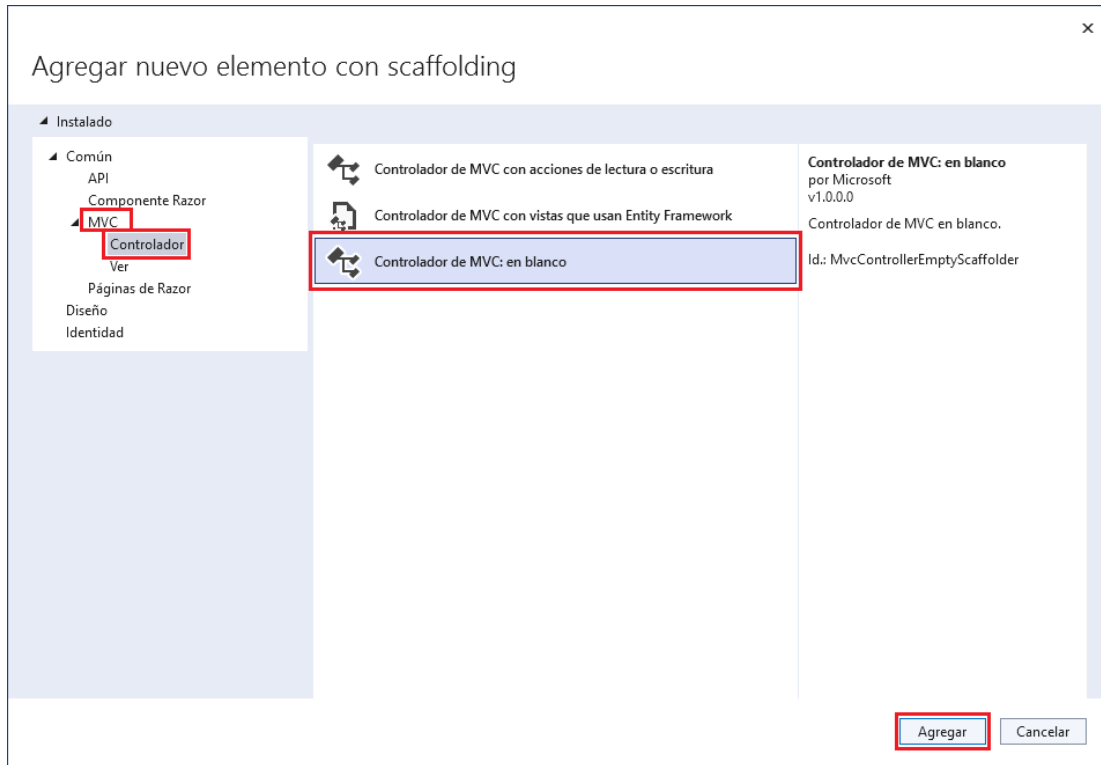 Agregar nuevo elemento con scaffolding
Instalado
Común
API
Componente Razor
MVC
Controlador
Ver
Páginas de Razor
Diseño
Identidad
Controlador de MVC con acciones de lectura o escritura
Controlador de MVC con vistas que usan Entity Framework
Controlador de MVC: en blanco
Controlador de MVC: en blanco
por Microsoft
v1.0.0.0
Controlador de MVC en blanco.
Id.: MvcControllerEmptyScaffolder
Agregar
Cancelar